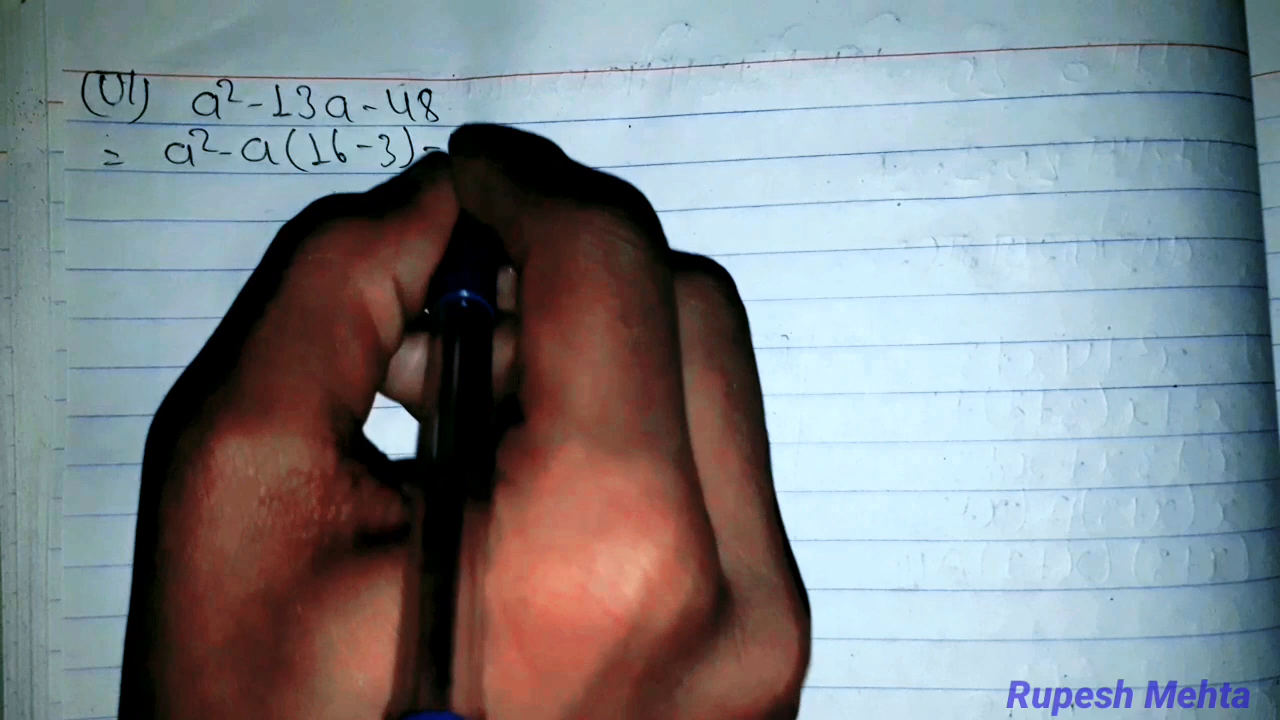 (VI) a²-13a-48
= a²-a(16-3)-
Rupesh Mehta